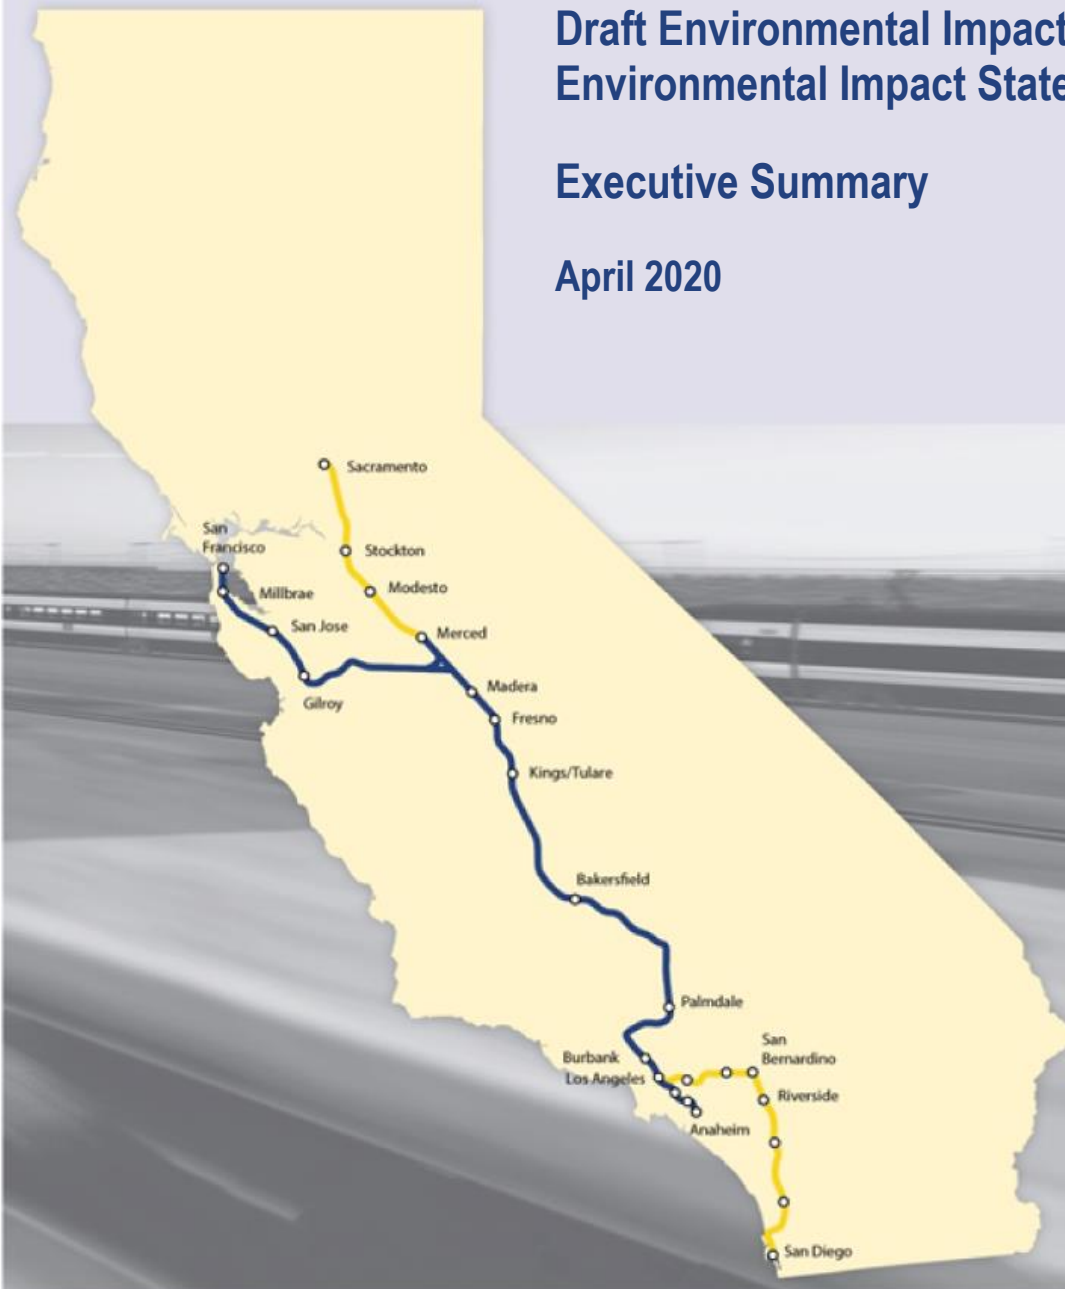 Draft Environmental Impact
Environmental Impact State
Executive Summary
April 2020
Sacramento
San
Francisco
Stockton
Millbrae
Modesto
San Jose
Merced
Gilroy
Madera
Fresno
Kings/Tulare
Bakersfield
Palmdale
San
Bernardino
Burbank
Los Angeles
Riverside
Anaheim
San Diego